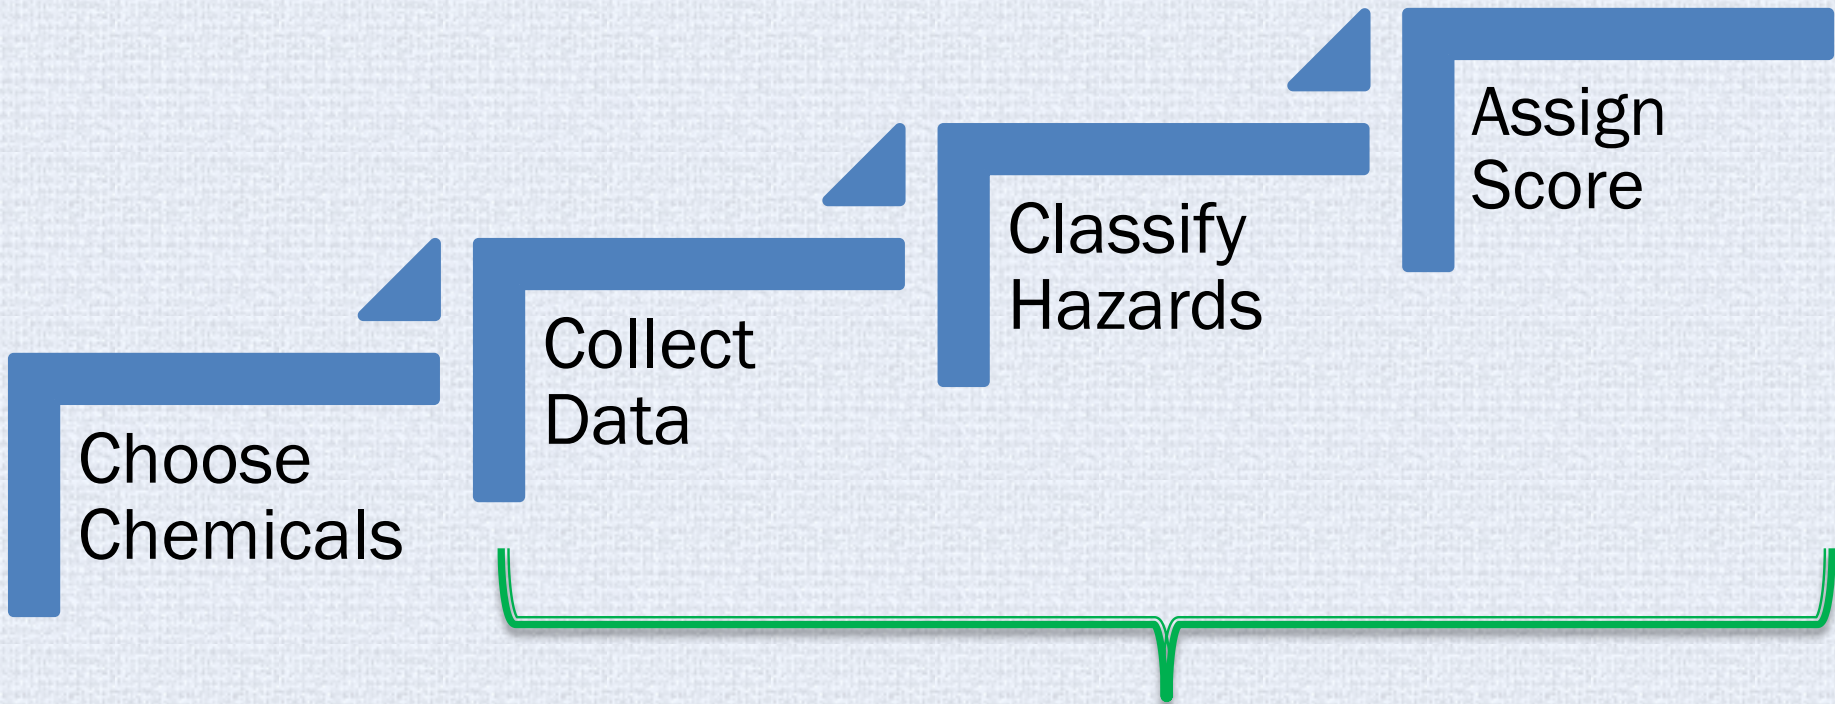 Choose
Chemicals
Collect
Data
Classify
Hazards
Assign
Score